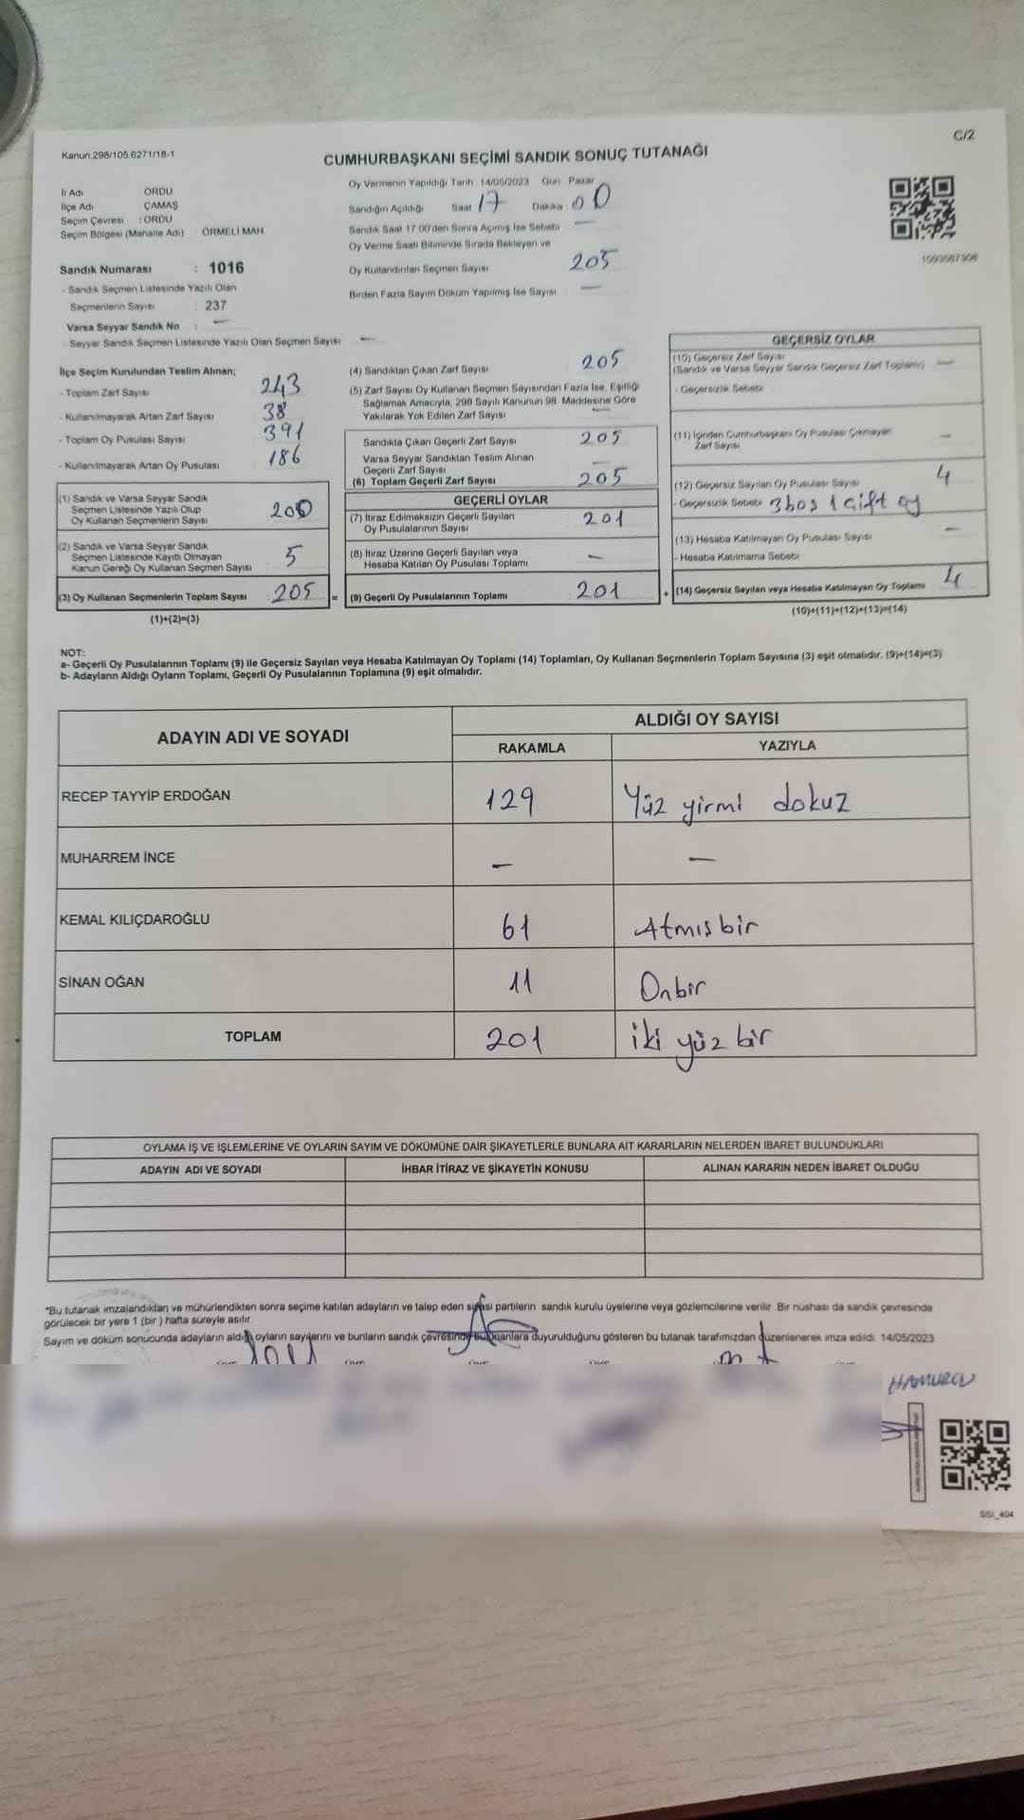 C/2
Kanun.298/105.6271/18-1
CUMHURBAŞKANI SEÇİMİ SANDIK SONUÇ TUTANAĞI
İl Adı ORDU
İlçe Adı ÇAMAŞ
Seçim Çevresi : ORDU
Seçim Bölgesi (Mahalle Adı) ÖRMELİ MAH
Sandık Numarası : 1016
- Sandık Seçmen Listesinde Yazılı Olan
Seçmenlerin Sayısı : 237
Varsa Seyyar Sandık No : —
- Seyyar Sandık Seçmen Listesinde Yazılı Olan Seçmen Sayısı —
Oy Vermenin Yapıldığı Tarih 14/05/2023 Gün Pazar
Sandığın Açıldığı Saat 17 Dakika 00
Sandık Saat 17.00'den Sonra Açılmış İse Sebebi —
Oy Verme Saati Bitiminde Sırada Bekleyen ve
Oy Kullandırılan Seçmen Sayısı 205
Birden Fazla Sayım Döküm Yapılmış İse Sayısı —
İlçe Seçim Kurulundan Teslim Alınan;
- Toplam Zarf Sayısı 243
- Kullanılmayarak Artan Zarf Sayısı 38
- Toplam Oy Pusulası Sayısı 391
- Kullanılmayarak Artan Oy Pusulası 186
(1) Sandık ve Varsa Seyyar Sandık
Seçmen Listesinde Yazılı Olup
Oy Kullanan Seçmenlerin Sayısı 200
(2) Sandık ve Varsa Seyyar Sandık
Seçmen Listesinde Kayıtlı Olmayan
Kanun Gereği Oy Kullanan Seçmen Sayısı 5
(3) Oy Kullanan Seçmenlerin Toplam Sayısı 205 =
(1)+(2)=(3)
(4) Sandıktan Çıkan Zarf Sayısı 205
(5) Zarf Sayısı Oy Kullanan Seçmen Sayısından Fazla İse, Eşitliği
Sağlamak Amacıyla, 298 Sayılı Kanunun 98. Maddesine Göre
Yakılarak Yok Edilen Zarf Sayısı —
Sandıkta Çıkan Geçerli Zarf Sayısı 205
Varsa Seyyar Sandıktan Teslim Alınan
Geçerli Zarf Sayısı —
(6) Toplam Geçerli Zarf Sayısı 205
GEÇERLİ OYLAR
(7) İtiraz Edilmeksizin Geçerli Sayılan
Oy Pusulalarının Sayısı 201
(8) İtiraz Üzerine Geçerli Sayılan veya
Hesaba Katılan Oy Pusulası Toplamı —
(9) Geçerli Oy Pusulalarının Toplamı 201 +
GEÇERSİZ OYLAR
(10) Geçersiz Zarf Sayısı
(Sandık ve Varsa Seyyar Sandık Geçersiz Zarf Toplamı) —
- Geçersizlik Sebebi
(11) İçinden Cumhurbaşkanı Oy Pusulası Çıkmayan
Zarf Sayısı —
(12) Geçersiz Sayılan Oy Pusulası Sayısı 4
- Geçersizlik Sebebi 3 boş 1 çift oy
(13) Hesaba Katılmayan Oy Pusulası Sayısı —
- Hesaba Katılmama Sebebi
(14) Geçersiz Sayılan veya Hesaba Katılmayan Oy Toplamı 4
(10)+(11)+(12)+(13)=(14)
NOT:
a- Geçerli Oy Pusulalarının Toplamı (9) ile Geçersiz Sayılan veya Hesaba Katılmayan Oy Toplamı (14) Toplamları, Oy Kullanan Seçmenlerin Toplam Sayısına (3) eşit olmalıdır. (9)+(14)=(3)
b- Adayların Aldığı Oyların Toplamı, Geçerli Oy Pusulalarının Toplamına (9) eşit olmalıdır.
ADAYIN ADI VE SOYADI
ALDIĞI OY SAYISI
RAKAMLA YAZIYLA
RECEP TAYYİP ERDOĞAN 129 Yüz yirmi dokuz
MUHARREM İNCE — —
KEMAL KILIÇDAROĞLU 61 Atmış bir
SİNAN OĞAN 11 Onbir
TOPLAM 201 iki yüz bir
OYLAMA İŞ VE İŞLEMLERİNE VE OYLARIN SAYIM VE DÖKÜMÜNE DAİR ŞİKAYETLERLE BUNLARA AİT KARARLARIN NELERDEN İBARET BULUNDUKLARI
ADAYIN ADI VE SOYADI İHBAR İTİRAZ VE ŞİKAYETİN KONUSU ALINAN KARARIN NEDEN İBARET OLDUĞU
*Bu tutanak imzalandıktan ve mühürlendikten sonra seçime katılan adayların ve talep eden siyasi partilerin sandık kurulu üyelerine veya gözlemcilerine verilir. Bir nüshası da sandık çevresinde
görülecek bir yere 1 (bir) hafta süreyle asılır.
Sayım ve döküm sonucunda adayların aldığı oyların sayılarını ve bunların sandık çevresinde bulunanlara duyurulduğunu gösteren bu tutanak tarafımızdan düzenlenerek imza edildi. 14/05/2023